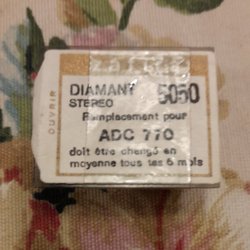 OUVRIR
DIAMANT 5050
STEREO
Remplacement pour
ADC 770
doit être changé en
moyenne tous les 6 mois